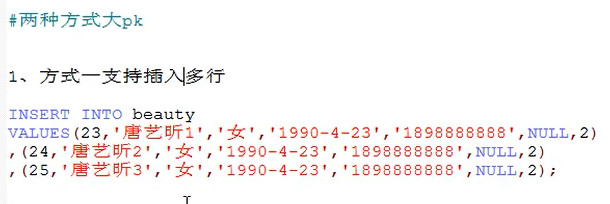 #两种方式大pk
1、方式一支持插入多行
INSERT INTO beauty
VALUES(23,'唐艺昕1','女','1990-4-23','1898888888',NULL,2)
,(24,'唐艺昕2','女','1990-4-23','1898888888',NULL,2)
,(25,'唐艺昕3','女','1990-4-23','1898888888',NULL,2);